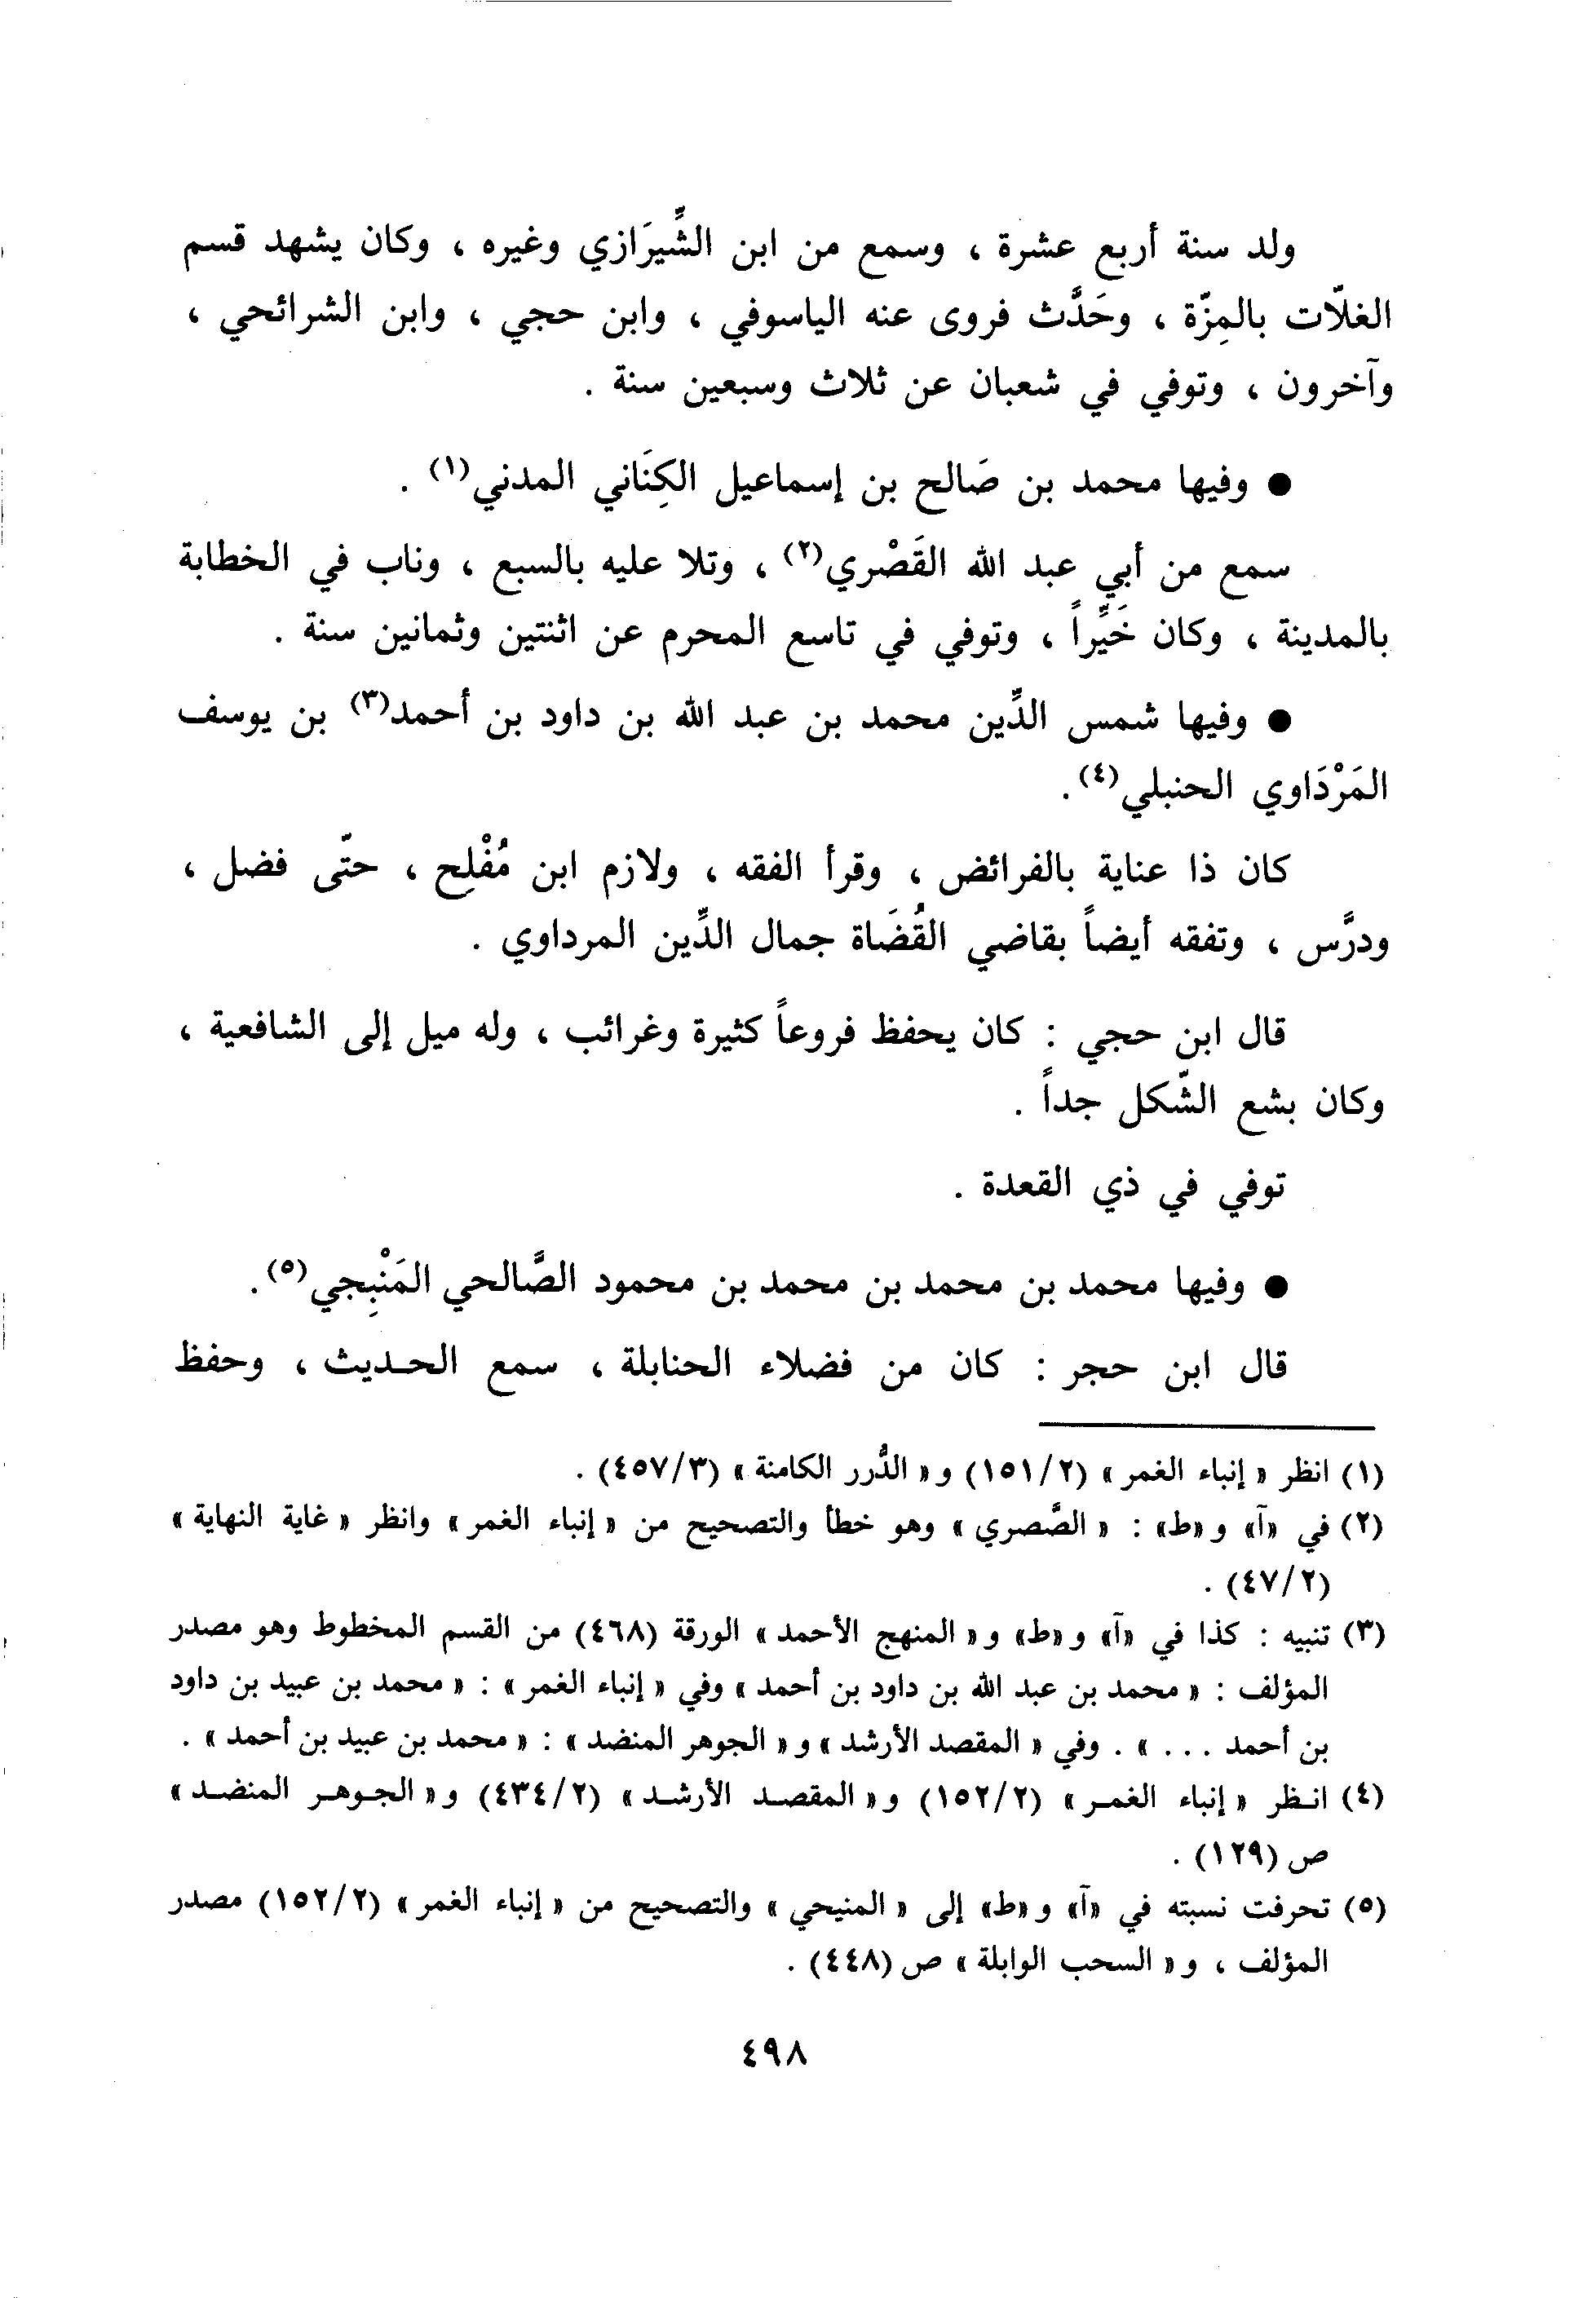 ولد سنة أربع عشرة ، وسمع من ابن الشِّيرَازي وغيره ، وكان يشهد قسم
الغلّات بالمِزّة ، وحَدَّث فروى عنه الياسوفي ، وابن حجي ، وابن الشرائحي ،
وآخرون ، وتوفي في شعبان عن ثلاث وسبعين سنة .
● وفيها محمد بن صَالح بن إسماعيل الكِنَاني المدني(١) .
سمع من أبي عبد الله القَصْري(٢) ، وتلا عليه بالسبع ، وناب في الخطابة
بالمدينة ، وكان خَيِّراً ، وتوفي في تاسع المحرم عن اثنتين وثمانين سنة .
● وفيها شمس الدِّين محمد بن عبد الله بن داود بن أحمد(٣) بن يوسف
المَرْدَاوي الحنبلي(٤) .
كان ذا عناية بالفرائض ، وقرأ الفقه ، ولازم ابن مُفْلح ، حتّى فضل ،
ودرَّس ، وتفقه أيضاً بقاضي القُضَاة جمال الدِّين المرداوي .
قال ابن حجي : كان يحفظ فروعاً كثيرة وغرائب ، وله ميل إلى الشافعية ،
وكان بشع الشّكل جداً .
توفي في ذي القعدة .
● وفيها محمد بن محمد بن محمد بن محمود الصَّالحي المَنْبِجي(٥) .
قال ابن حجر : كان من فضلاء الحنابلة ، سمع الحـديث ، وحفظ
(١) انظر « إنباء الغمر » (٢/١٥١) و « الدُّرر الكامنة » (٣/٤٥٧) .
(٢) في «آ» و «ط» : « الصَّصري » وهو خطأ والتصحيح من « إنباء الغمر » وانظر « غاية النهاية »
(٢/٤٧) .
(٣) تنبيه : كذا في «آ» و «ط» و « المنهج الأحمد » الورقة (٤٦٨) من القسم المخطوط وهو مصدر
المؤلف : « محمد بن عبد الله بن داود بن أحمد » وفي « إنباء الغمر » : « محمد بن عبيد بن داود
بن أحمد . . . » . وفي « المقصد الأرشد » و « الجوهر المنضد » : « محمد بن عبيد بن أحمد » .
(٤) انـظر « إنباء الغمـر » (٢/١٥٢) و « المقصـد الأرشـد » (٢/٤٣٤) و « الجـوهـر المنضـد »
ص (١٢٩) .
(٥) تحرفت نسبته في «آ» و «ط» إلى « المنيحي » والتصحيح من « إنباء الغمر » (٢/١٥٢) مصدر
المؤلف ، و « السحب الوابلة » ص (٤٤٨) .
٤٩٨